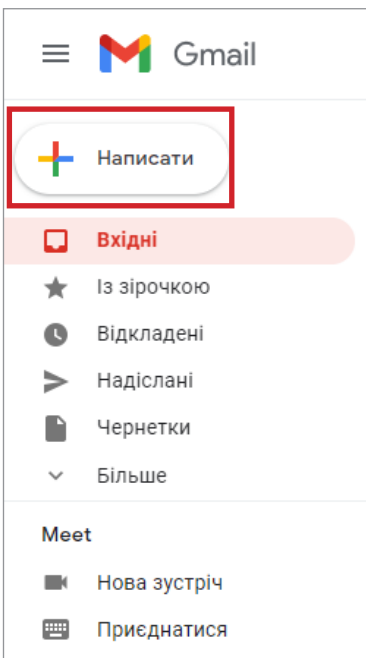 Gmail
Написати
Вхідні
Із зірочкою
Відкладені
Надіслані
Чернетки
Більше
Meet
Нова зустріч
Приєднатися